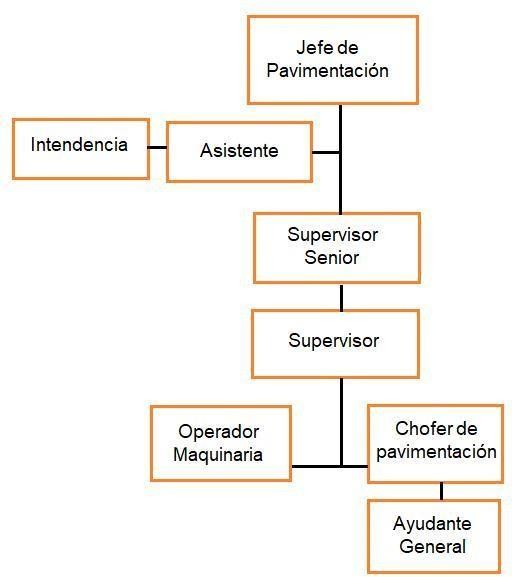 Jefe de
Pavimentación
Intendencia
Asistente
Supervisor
Senior
Supervisor
Operador
Maquinaria
Chofer de
pavimentación
Ayudante
General